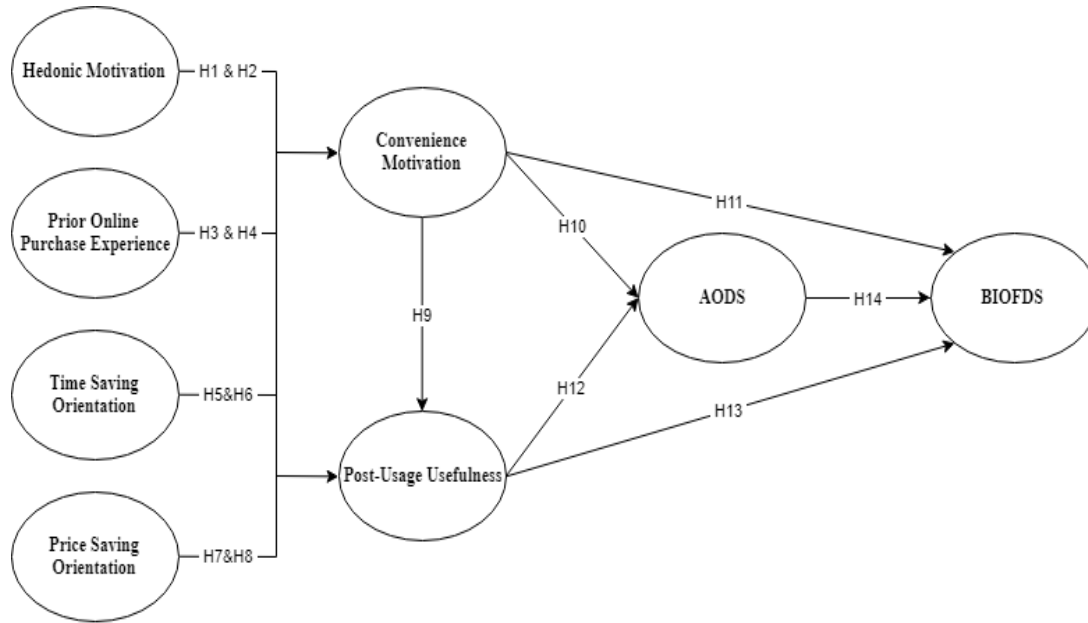 Hedonic Motivation
H1 & H2
Convenience
Motivation
Prior Online
Purchase Experience
H3 & H4
H11
H10
AODS
H14
BIOFDS
H9
Time Saving
Orientation
H5&H6
H12
H13
Post-Usage Usefulness
Price Saving
Orientation
H7&H8